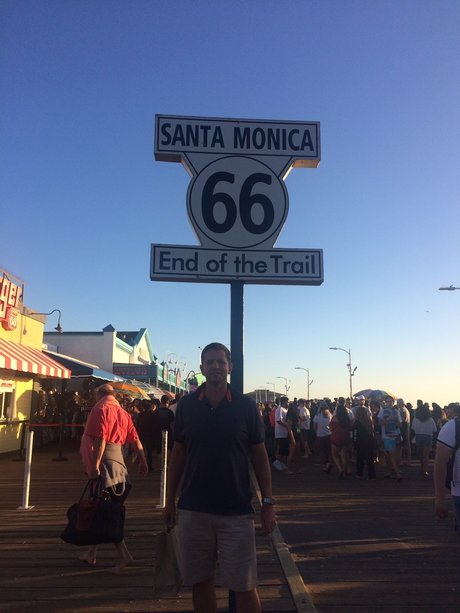 SANTA MONICA
66
End of the Trail